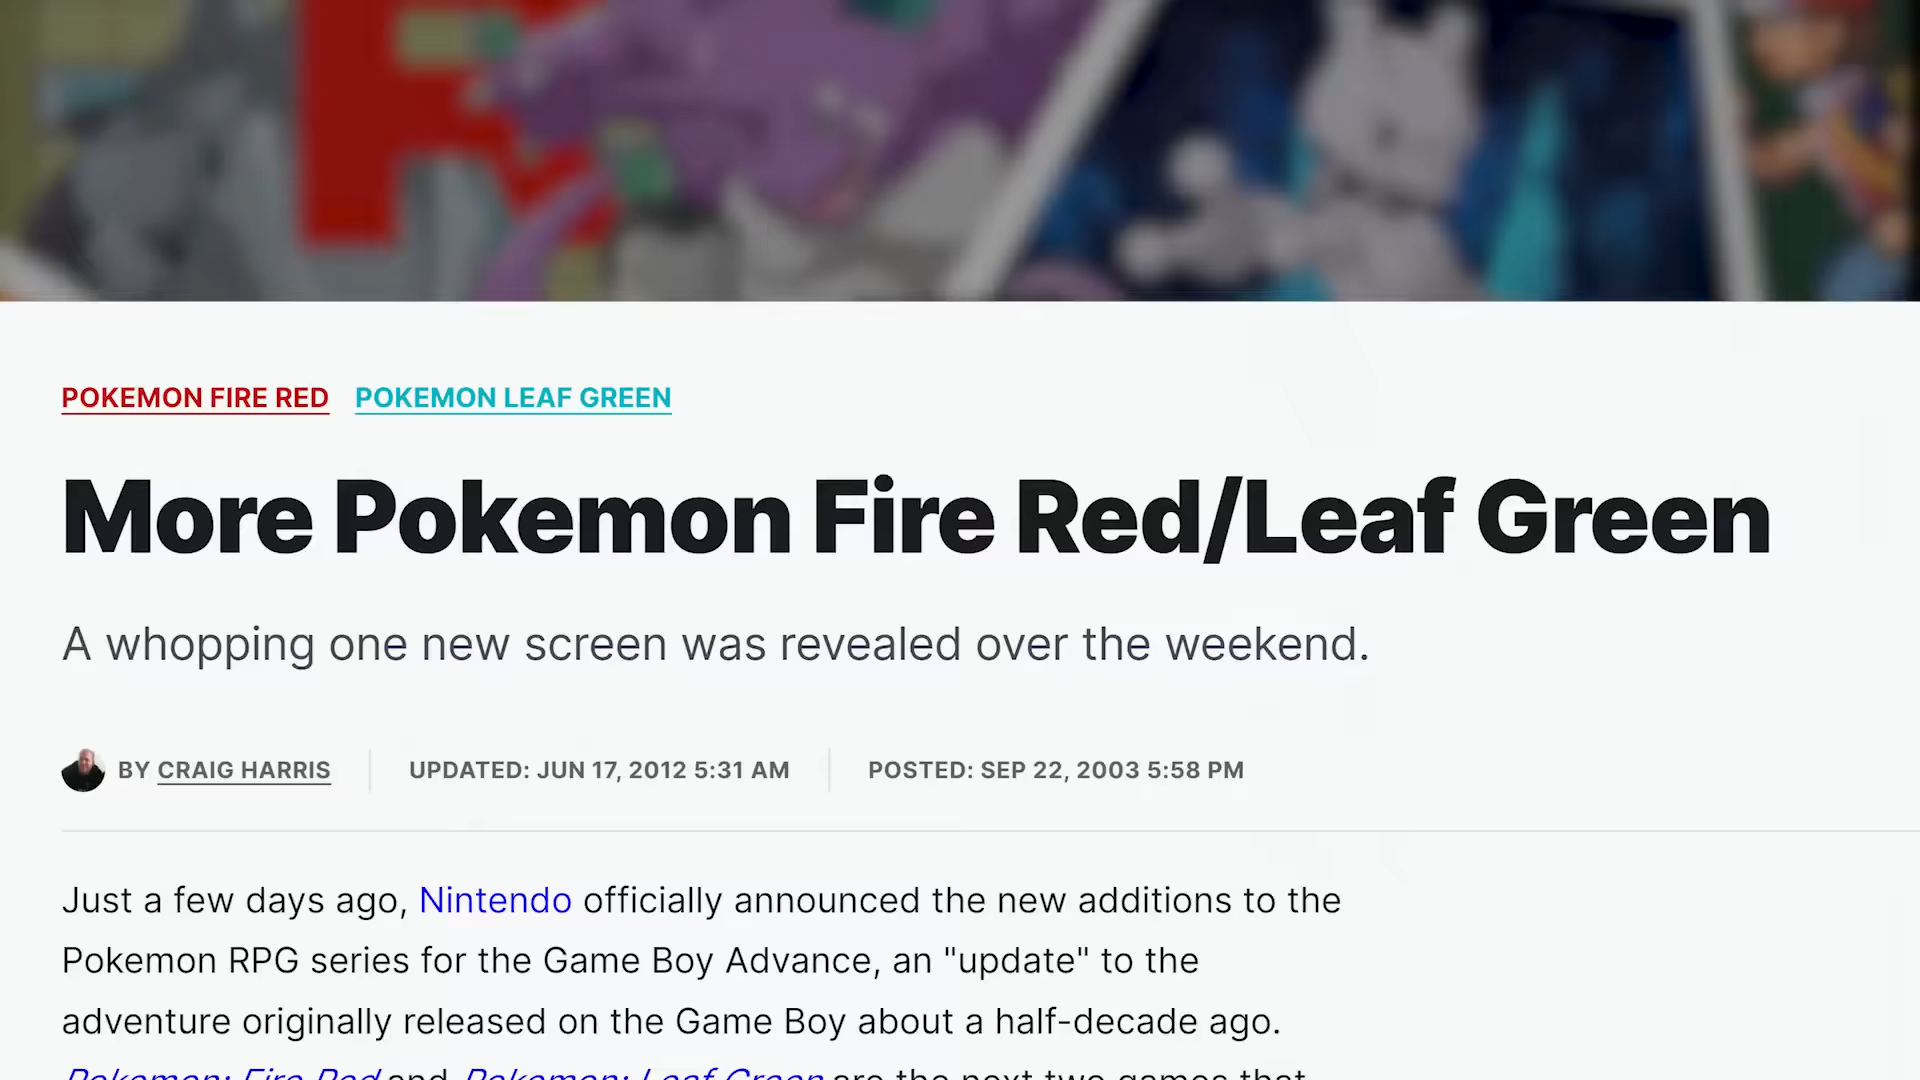 POKEMON FIRE RED POKEMON LEAF GREEN
More Pokemon Fire Red/Leaf Green
A whopping one new screen was revealed over the weekend.
BY CRAIG HARRIS UPDATED: JUN 17, 2012 5:31 AM POSTED: SEP 22, 2003 5:58 PM
Just a few days ago, Nintendo officially announced the new additions to the
Pokemon RPG series for the Game Boy Advance, an "update" to the
adventure originally released on the Game Boy about a half-decade ago.
Pokemon: Fire Red and Pokemon: Leaf Green are the next two games that